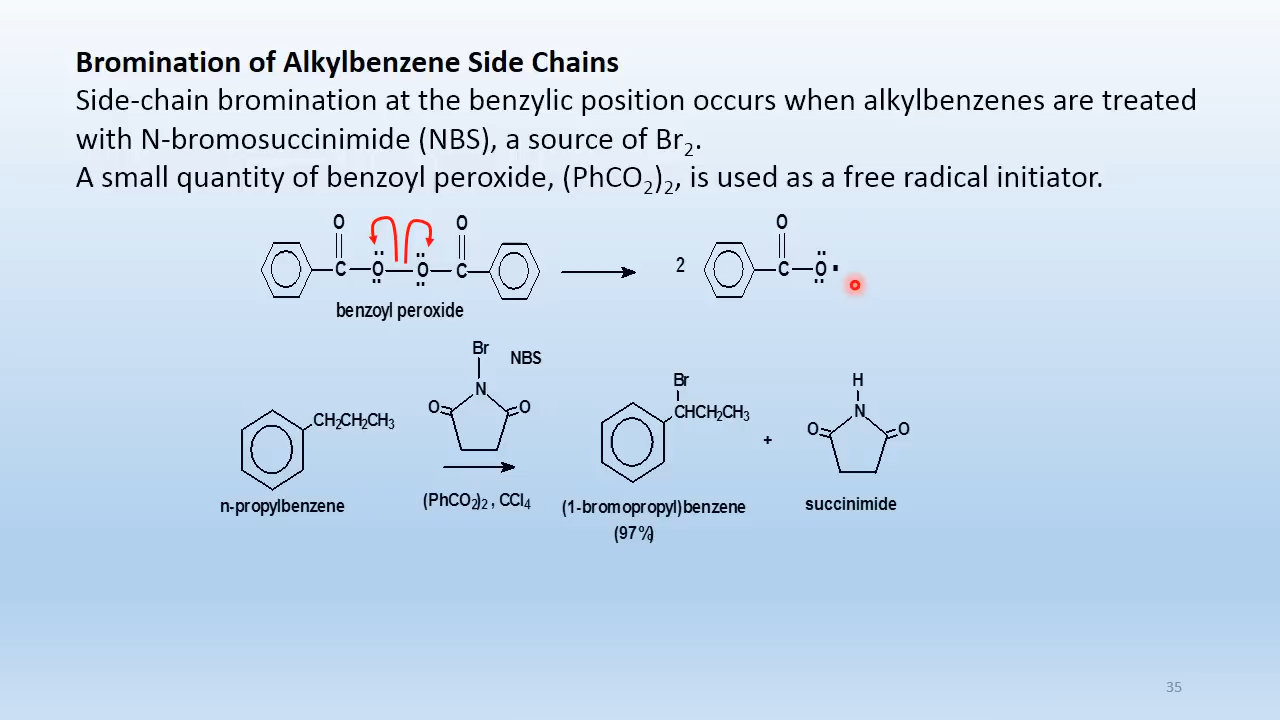 Bromination of Alkylbenzene Side Chains
Side-chain bromination at the benzylic position occurs when alkylbenzenes are treated
with N-bromosuccinimide (NBS), a source of Br₂.
A small quantity of benzoyl peroxide, (PhCO₂)₂, is used as a free radical initiator.
O O O
C O O C 2 C O
benzoyl peroxide
Br NBS
N
O O
CH₂CH₂CH₃
Br
CHCH₂CH₃
+
H
N
O O
n-propylbenzene (PhCO₂)₂ , CCl₄ (1-bromopropyl)benzene succinimide
(97%)
35